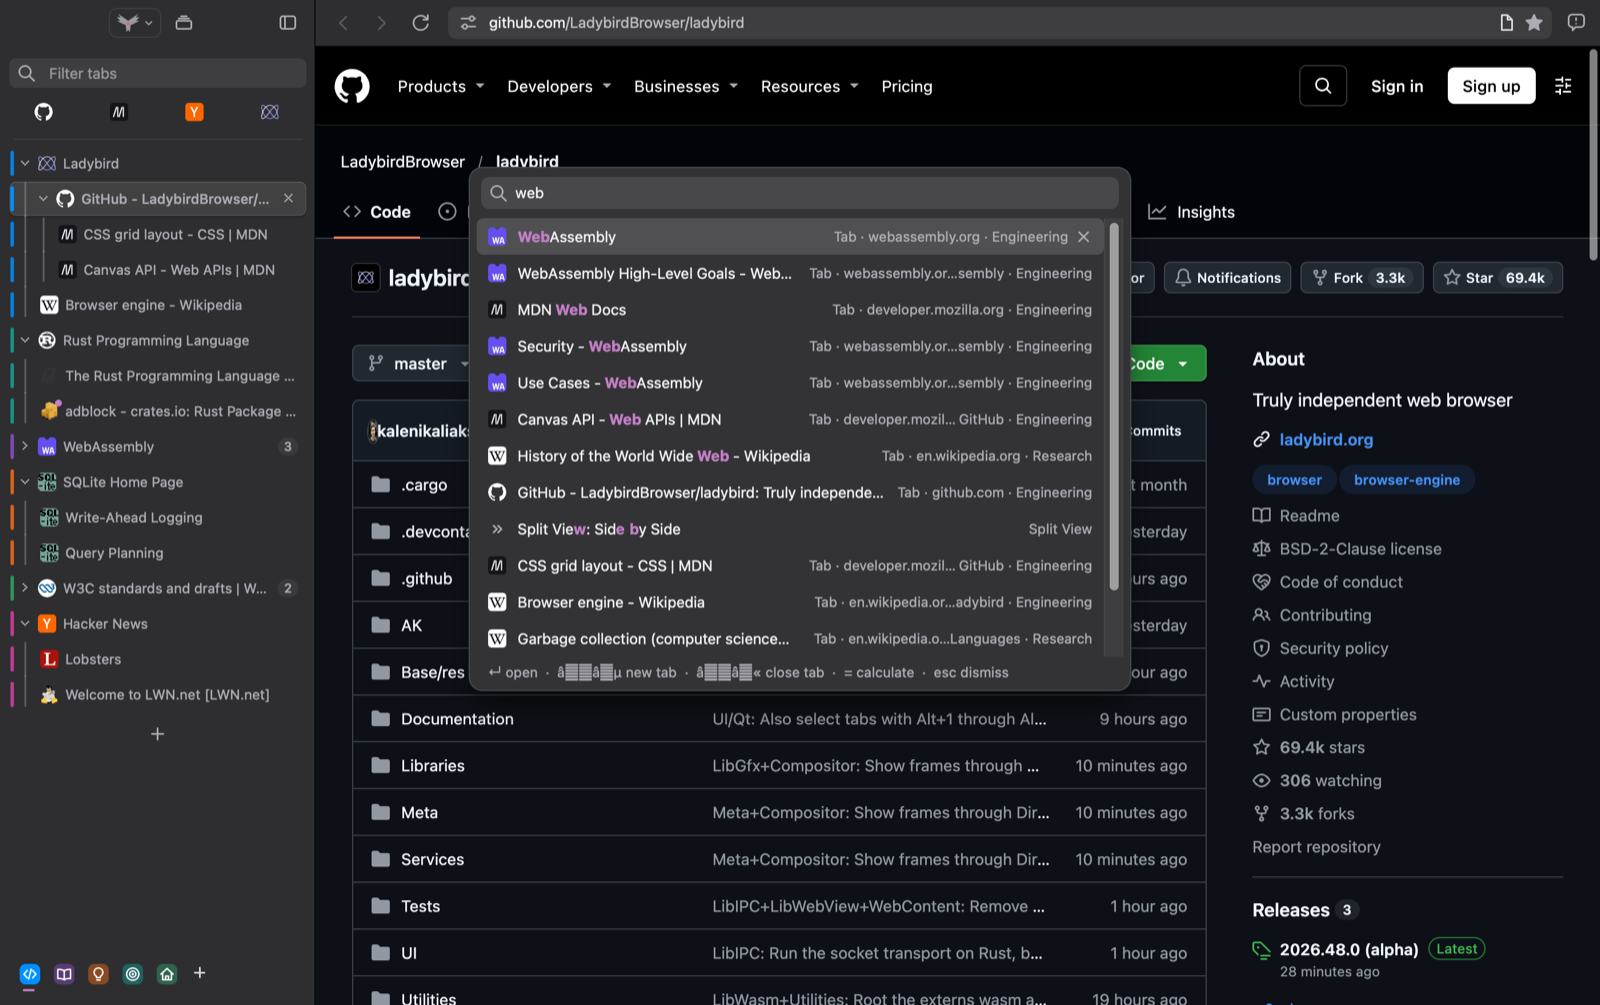 github.com/LadybirdBrowser/ladybird
Filter tabs
Ladybird
GitHub - LadybirdBrowser/...
CSS grid layout - CSS | MDN
Canvas API - Web APIs | MDN
Browser engine - Wikipedia
Rust Programming Language
The Rust Programming Language ...
adblock - crates.io: Rust Package ...
WebAssembly 3
SQLite Home Page
Write-Ahead Logging
Query Planning
W3C standards and drafts | W... 2
Hacker News
Lobsters
Welcome to LWN.net [LWN.net]
Products
Developers
Businesses
Resources
Pricing
Sign in
Sign up
LadybirdBrowser / ladybird
Code
Insights
ladybird
Notifications
Fork 3.3k
Star 69.4k
master
Code
web
WebAssembly Tab · webassembly.org · Engineering
WebAssembly High-Level Goals - Web... Tab · webassembly.or...sembly · Engineering
MDN Web Docs Tab · developer.mozilla.org · Engineering
Security - WebAssembly Tab · webassembly.or...sembly · Engineering
Use Cases - WebAssembly Tab · webassembly.or...sembly · Engineering
Canvas API - Web APIs | MDN Tab · developer.mozil... GitHub · Engineering
History of the World Wide Web - Wikipedia Tab · en.wikipedia.org · Research
GitHub - LadybirdBrowser/ladybird: Truly independe... Tab · github.com · Engineering
Split View: Side by Side Split View
CSS grid layout - CSS | MDN Tab · developer.mozil... GitHub · Engineering
Browser engine - Wikipedia Tab · en.wikipedia.or...adybird · Engineering
Garbage collection (computer science... Tab · en.wikipedia.o...Languages · Research
↵ open · new tab · close tab · = calculate · esc dismiss
kalenikaliaks
ommits
.cargo t month
.devconta sterday
.github urs ago
AK sterday
Base/res our ago
Documentation UI/Qt: Also select tabs with Alt+1 through Al... 9 hours ago
Libraries LibGfx+Compositor: Show frames through ... 10 minutes ago
Meta Meta+Compositor: Show frames through Dir... 10 minutes ago
Services Meta+Compositor: Show frames through Dir... 10 minutes ago
Tests LibIPC+LibWebView+WebContent: Remove ... 1 hour ago
UI LibIPC: Run the socket transport on Rust, b... 1 hour ago
Utilities LibWasm+Utilities: Root the externs wasm a... 19 hours ago
About
Truly independent web browser
ladybird.org
browser
browser-engine
Readme
BSD-2-Clause license
Code of conduct
Contributing
Security policy
Activity
Custom properties
69.4k stars
306 watching
3.3k forks
Report repository
Releases 3
2026.48.0 (alpha) Latest
28 minutes ago